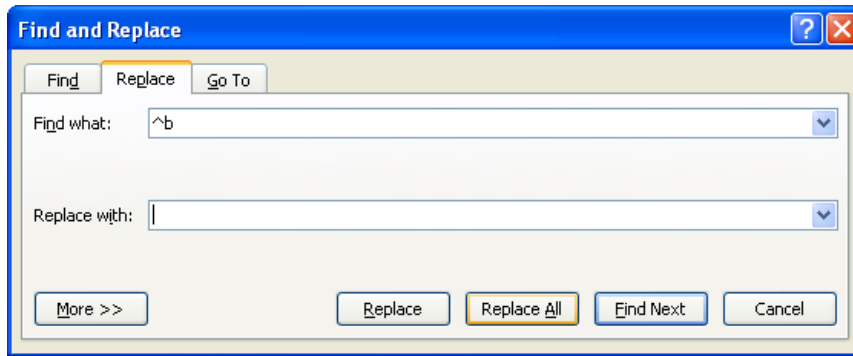 Find and Replace
Find Replace Go To
Find what: ^b
Replace with:
More >> Replace Replace All Find Next Cancel